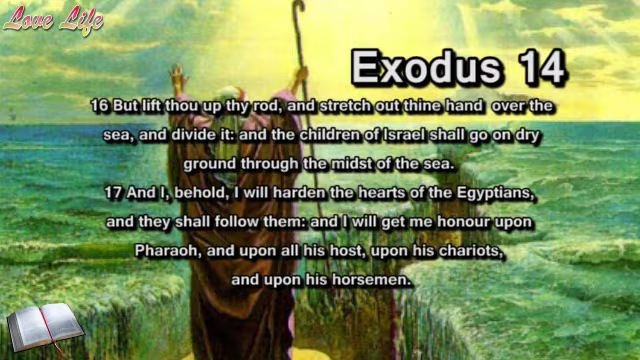 Love Life
Exodus 14
16 But lift thou up thy rod, and stretch out thine hand over the
sea, and divide it: and the children of Israel shall go on dry
ground through the midst of the sea.
17 And I, behold, I will harden the hearts of the Egyptians,
and they shall follow them: and I will get me honour upon
Pharaoh, and upon all his host, upon his chariots,
and upon his horsemen.